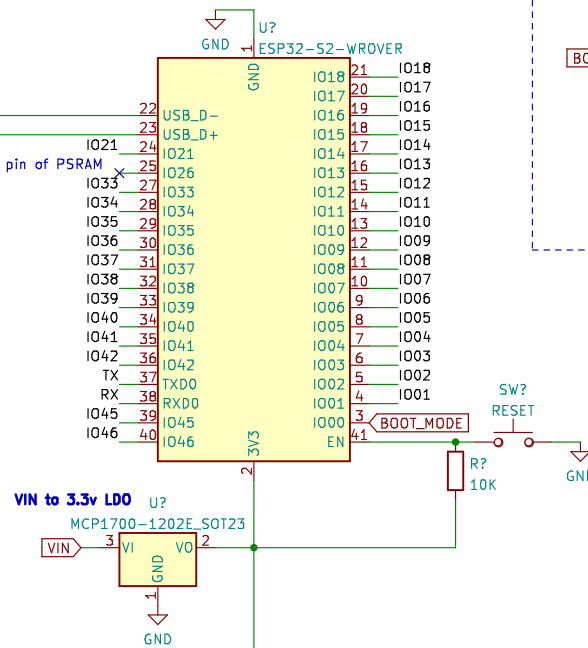 U?
GND
ESP32-S2-WROVER
1
GND
22 USB_D-
23 USB_D+
IO21 24 IO21
pin of PSRAM 25 IO26
IO33 27 IO33
IO34 28 IO34
IO35 29 IO35
IO36 30 IO36
IO37 31 IO37
IO38 32 IO38
IO39 33 IO39
IO40 34 IO40
IO41 35 IO41
IO42 36 IO42
TX 37 TXD0
RX 38 RXD0
IO45 39 IO45
IO46 40 IO46
IO18 21 IO18
IO17 20 IO17
IO16 19 IO16
IO15 18 IO15
IO14 17 IO14
IO13 16 IO13
IO12 15 IO12
IO11 14 IO11
IO10 13 IO10
IO09 12 IO09
IO08 11 IO08
IO07 10 IO07
IO06 9 IO06
IO05 8 IO05
IO04 7 IO04
IO03 6 IO03
IO02 5 IO02
IO01 4 IO01
IO00 3 BOOT_MODE
EN 41
3V3
2
BO
SW?
RESET
GN
R?
10K
VIN to 3.3v LDO
U?
MCP1700-1202E_SOT23
VIN 3 VI VO 2
GND
1
GND